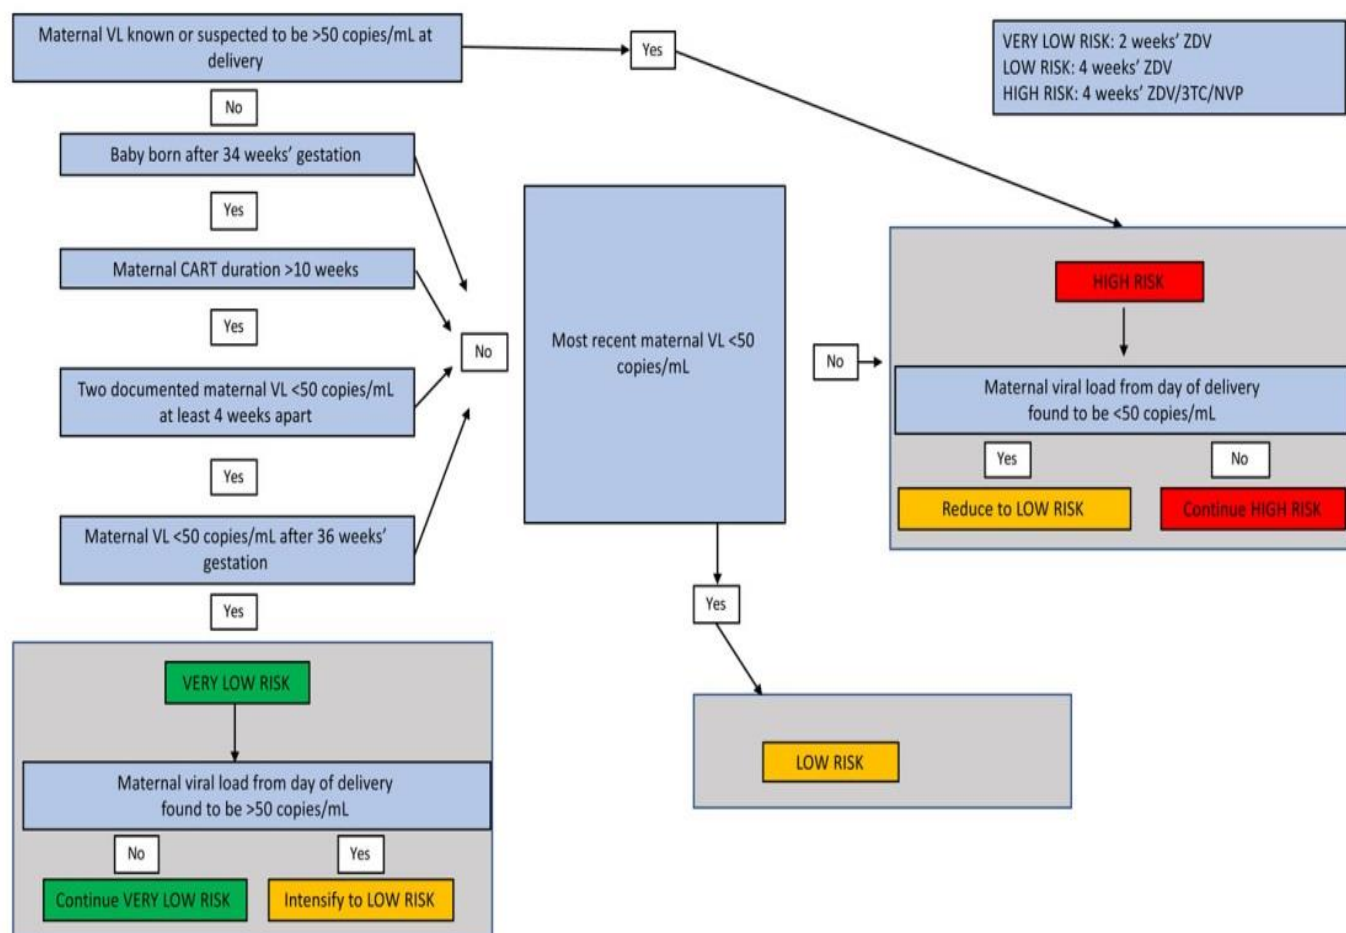 Maternal VL known or suspected to be >50 copies/mL at
delivery
Yes
VERY LOW RISK: 2 weeks’ ZDV
LOW RISK: 4 weeks’ ZDV
HIGH RISK: 4 weeks’ ZDV/3TC/NVP
No
Baby born after 34 weeks’ gestation
Yes
Maternal CART duration >10 weeks
Yes
Two documented maternal VL <50 copies/mL
at least 4 weeks apart
Yes
Maternal VL <50 copies/mL after 36 weeks’
gestation
Yes
No
Most recent maternal VL <50
copies/mL
No
Yes
HIGH RISK
Maternal viral load from day of delivery
found to be <50 copies/mL
Yes
No
Reduce to LOW RISK
Continue HIGH RISK
VERY LOW RISK
Maternal viral load from day of delivery
found to be >50 copies/mL
No
Yes
Continue VERY LOW RISK
Intensify to LOW RISK
LOW RISK